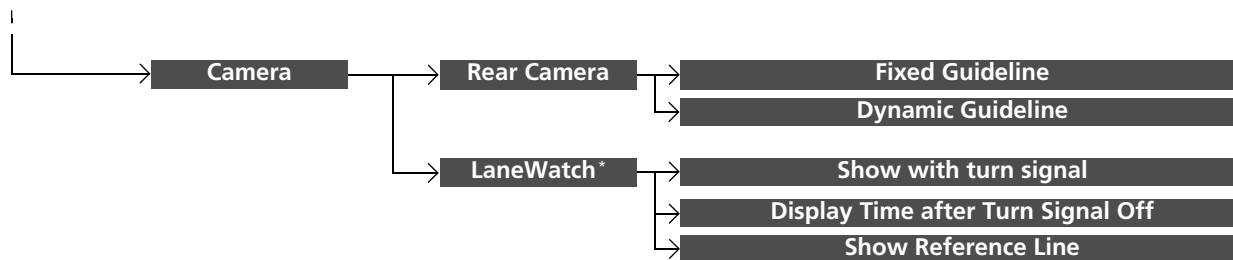 Camera
Rear Camera
Fixed Guideline
Dynamic Guideline
LaneWatch*
Show with turn signal
Display Time after Turn Signal Off
Show Reference Line